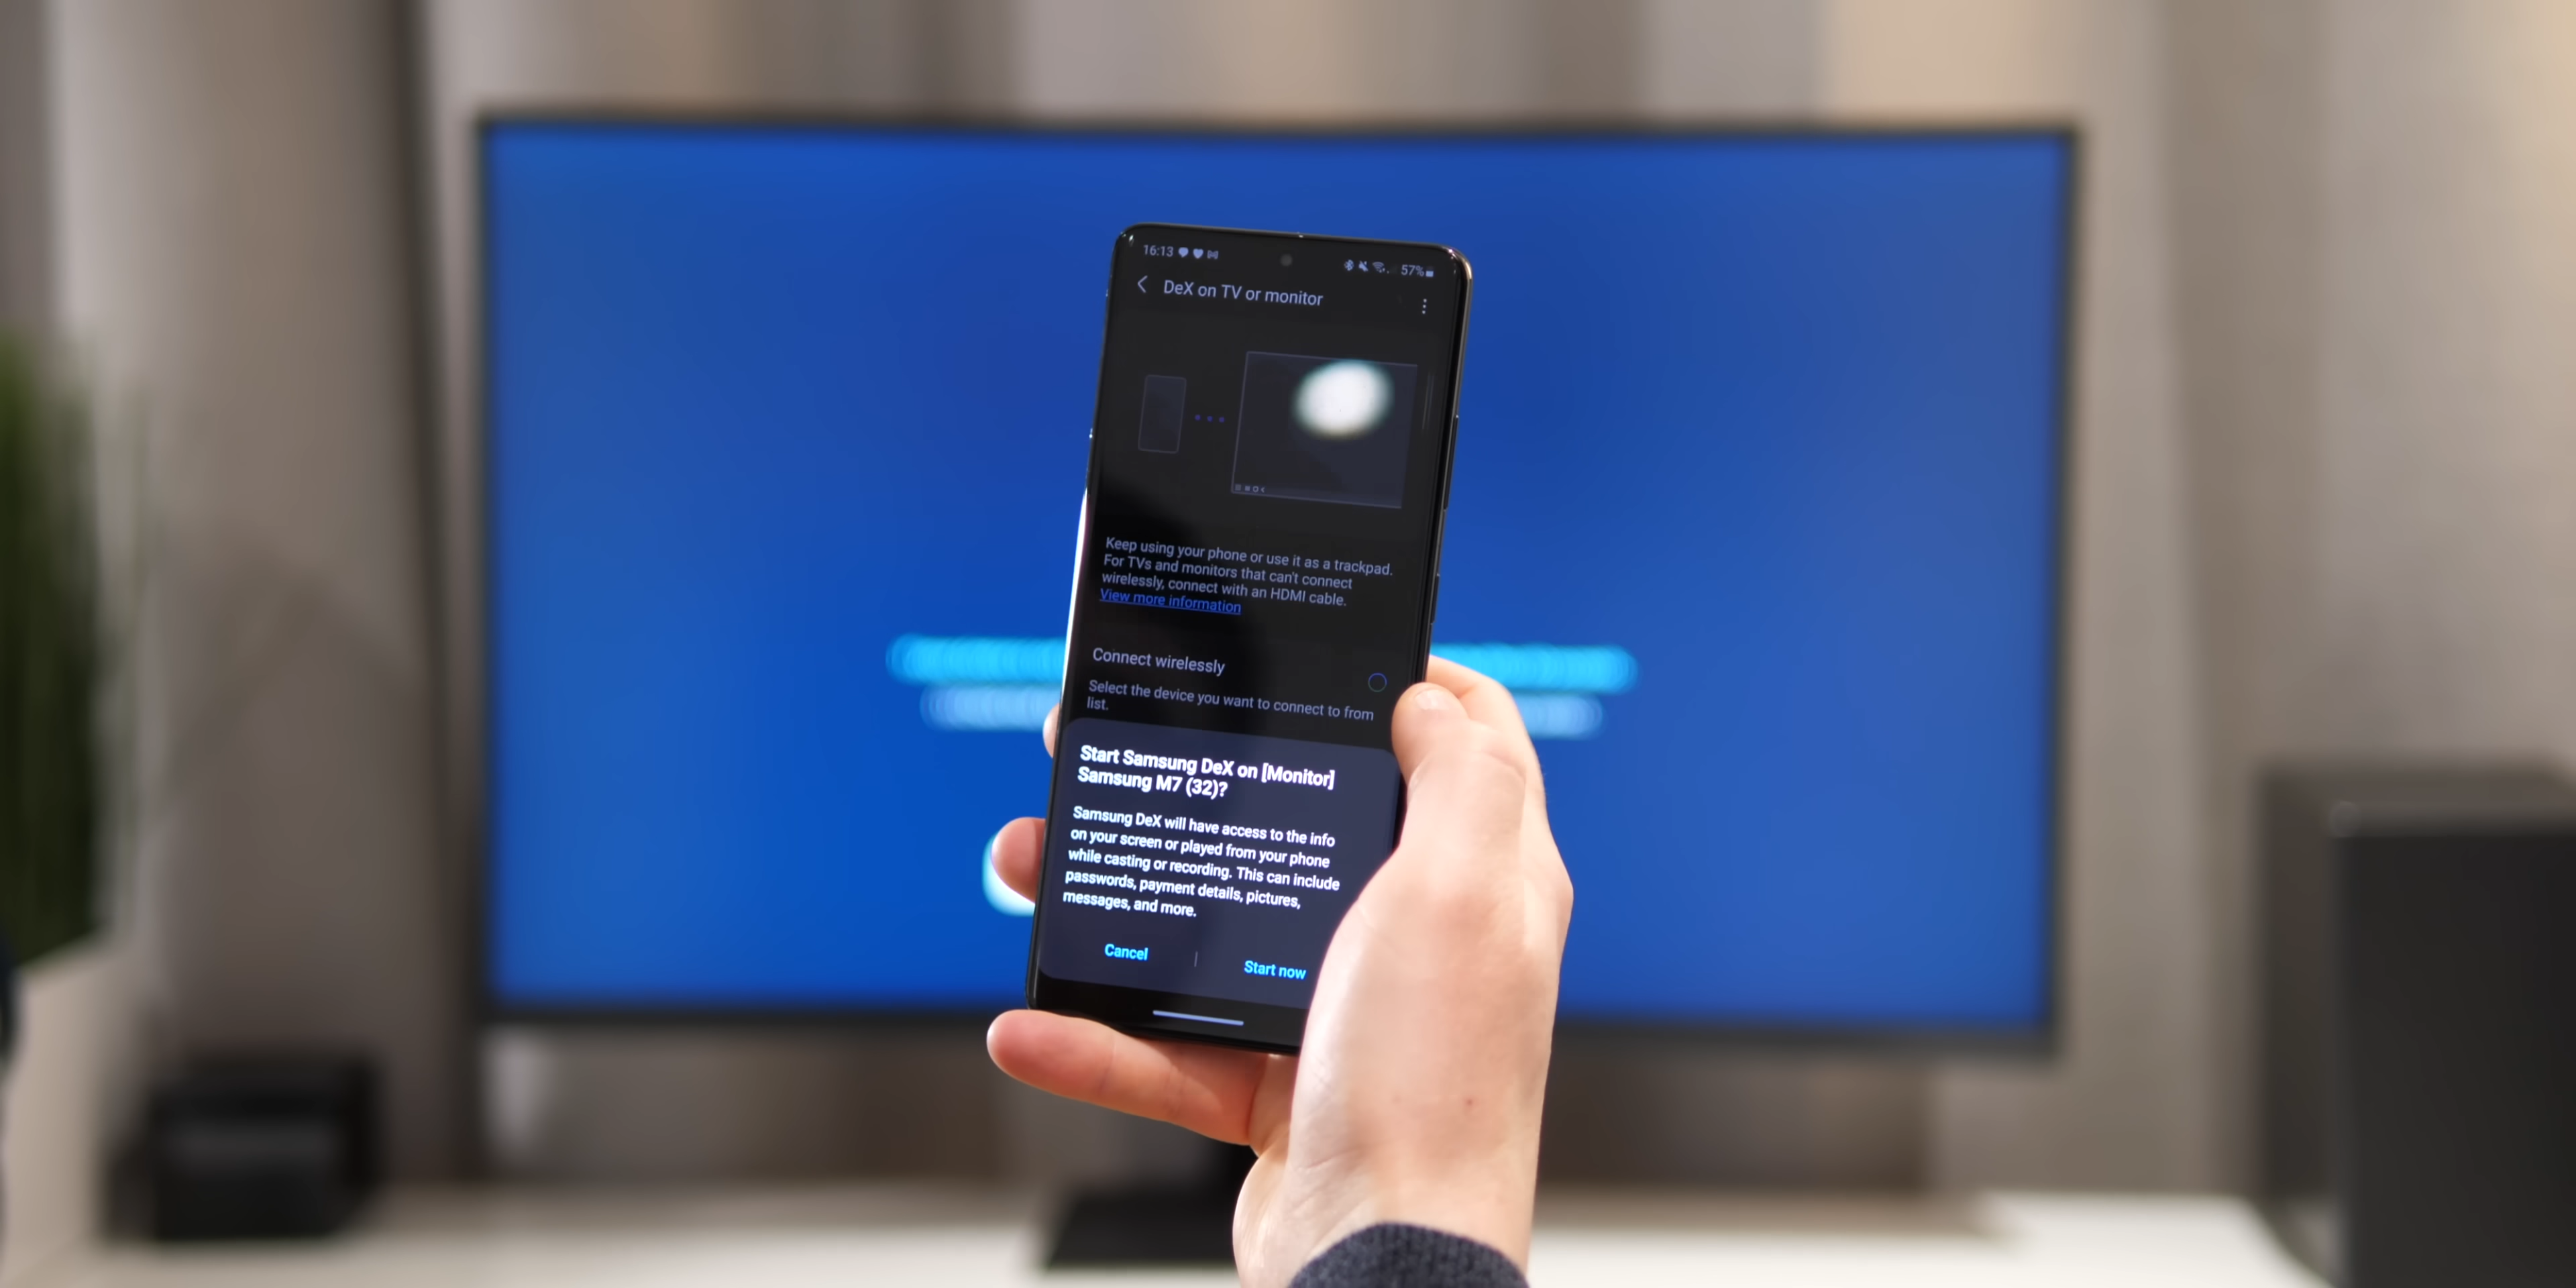 16:13
57%
DeX on TV or monitor
Keep using your phone or use it as a trackpad.
For TVs and monitors that can't connect
wirelessly, connect with an HDMI cable.
View more information
Connect wirelessly
Select the device you want to connect to from
list.
Start Samsung DeX on [Monitor]
Samsung M7 (32)?
Samsung DeX will have access to the info
on your screen or played from your phone
while casting or recording. This can include
passwords, payment details, pictures,
messages, and more.
Cancel
Start now